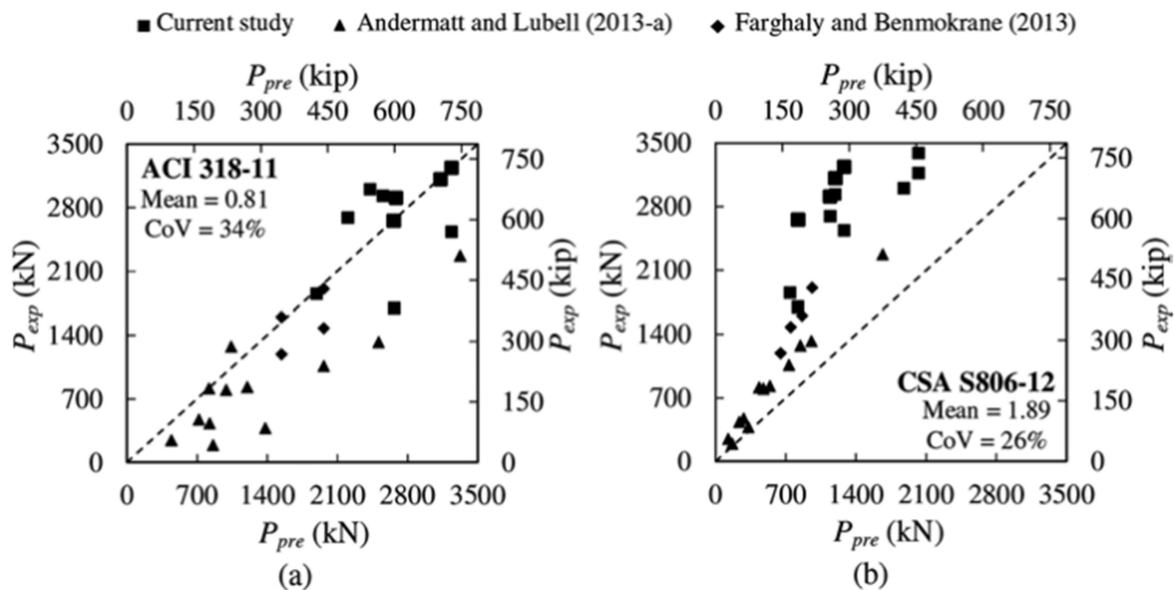 Current study Andermatt and Lubell (2013-a) Farghaly and Benmokrane (2013)
P_pre (kip)
0 150 300 450 600 750
3500
2800
2100
1400
700
0
P_exp (kN)
ACI 318-11
Mean = 0.81
CoV = 34%
750
600
450
300
150
0
P_exp (kip)
0 700 1400 2100 2800 3500
P_pre (kN)
(a)
P_pre (kip)
0 150 300 450 600 750
3500
2800
2100
1400
700
0
P_exp (kN)
CSA S806-12
Mean = 1.89
CoV = 26%
750
600
450
300
150
0
P_exp (kip)
0 700 1400 2100 2800 3500
P_pre (kN)
(b)